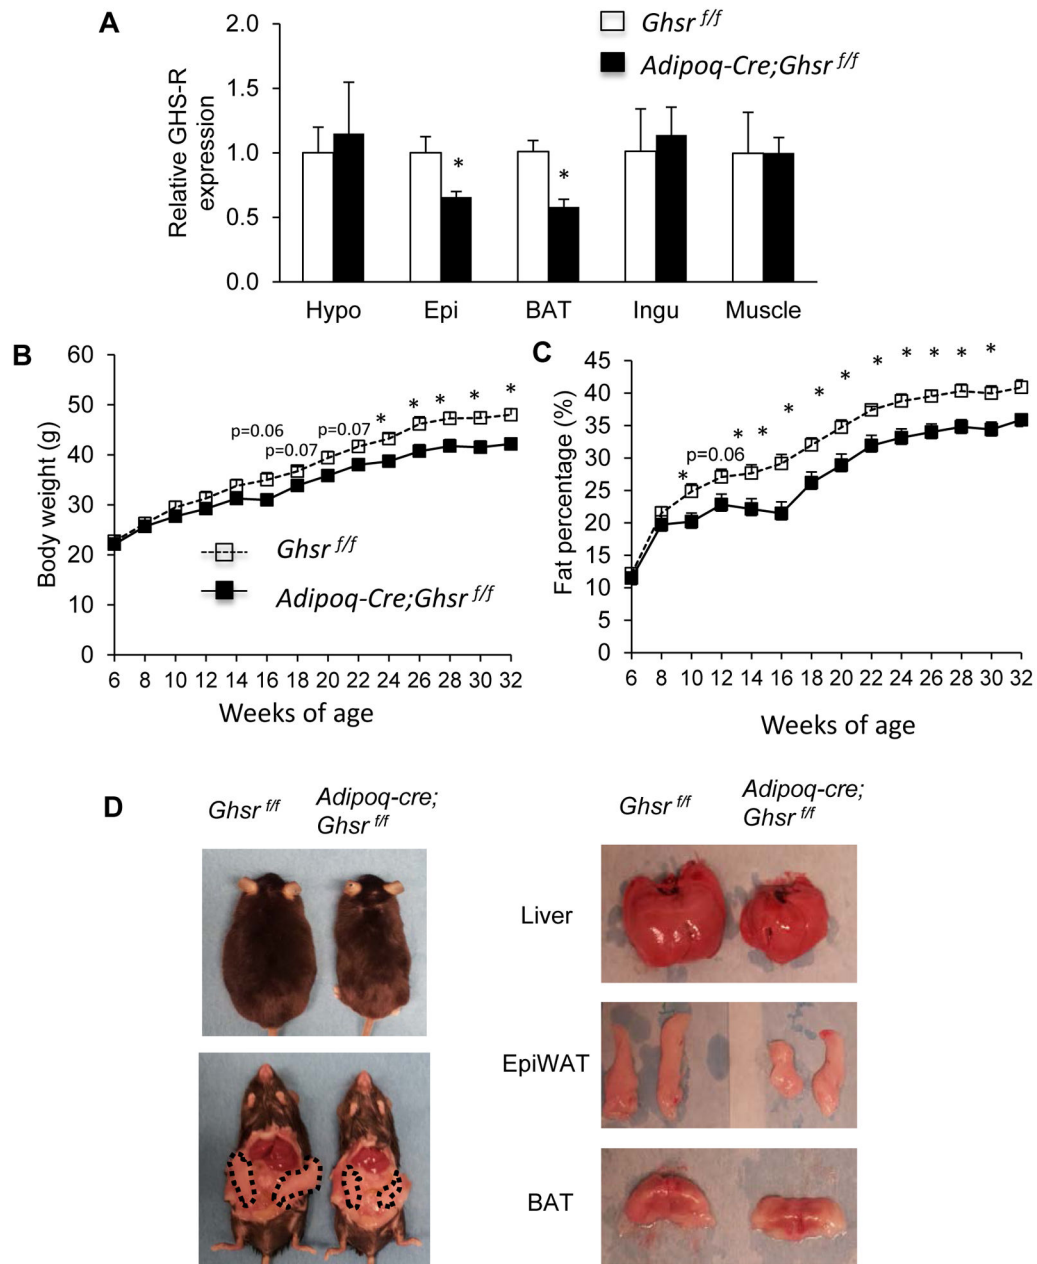 A
2.0
1.5
1.0
0.5
0.0
Relative GHS-R
expression
Ghsr f/f
Adipoq-Cre;Ghsr f/f
*
*
Hypo
Epi
BAT
Ingu
Muscle
B
60
50
40
30
20
10
0
Body weight (g)
p=0.06
p=0.07
p=0.07
* * * * *
Ghsr f/f
Adipoq-Cre;Ghsr f/f
6 8 10 12 14 16 18 20 22 24 26 28 30 32
Weeks of age
C
45
40
35
30
25
20
15
10
5
0
Fat percentage (%)
*
p=0.06
* * * * * * * * * *
6 8 10 12 14 16 18 20 22 24 26 28 30 32
Weeks of age
D
Ghsr f/f
Adipoq-cre;
Ghsr f/f
Ghsr f/f
Adipoq-cre;
Ghsr f/f
Liver
EpiWAT
BAT